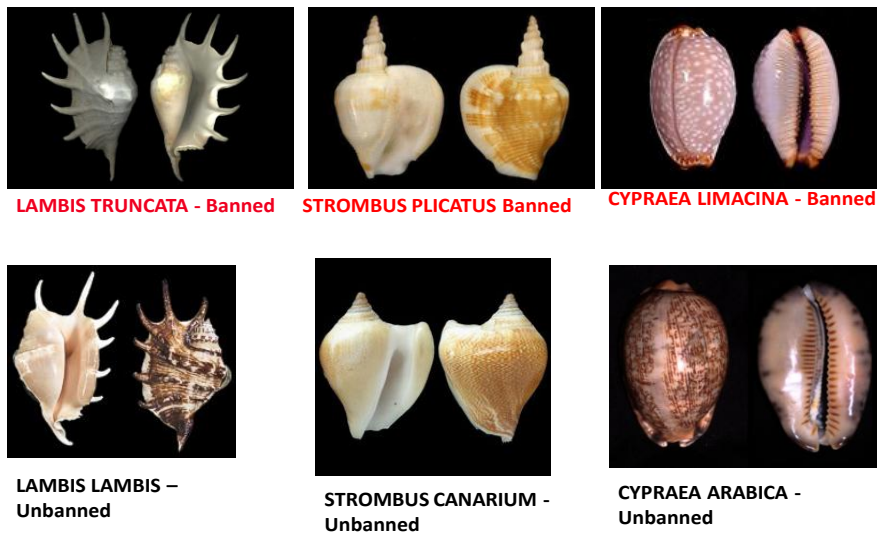 LAMBIS TRUNCATA - Banned
STROMBUS PLICATUS Banned
CYPRAEA LIMACINA - Banned
LAMBIS LAMBIS –
Unbanned
STROMBUS CANARIUM -
Unbanned
CYPRAEA ARABICA -
Unbanned